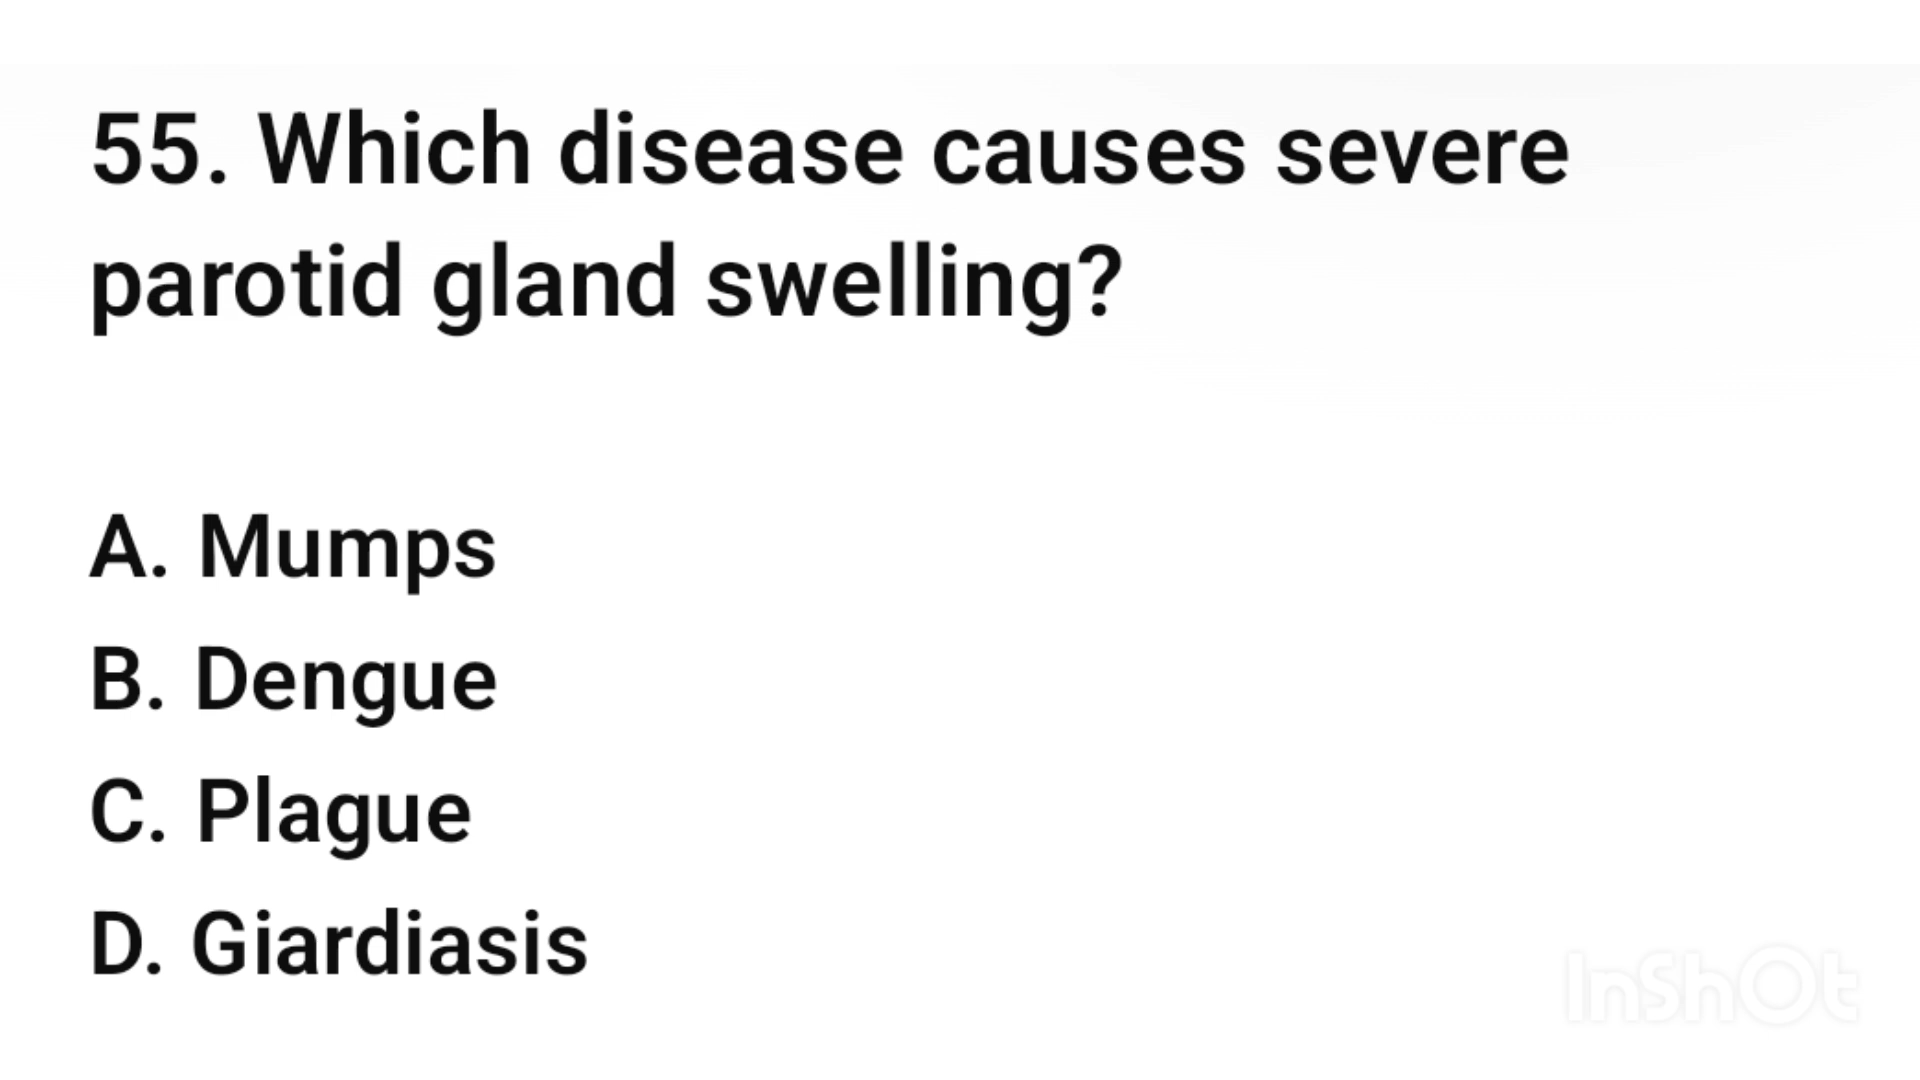 55. Which disease causes severe
parotid gland swelling?
A. Mumps
B. Dengue
C. Plague
D. Giardiasis
InShOt